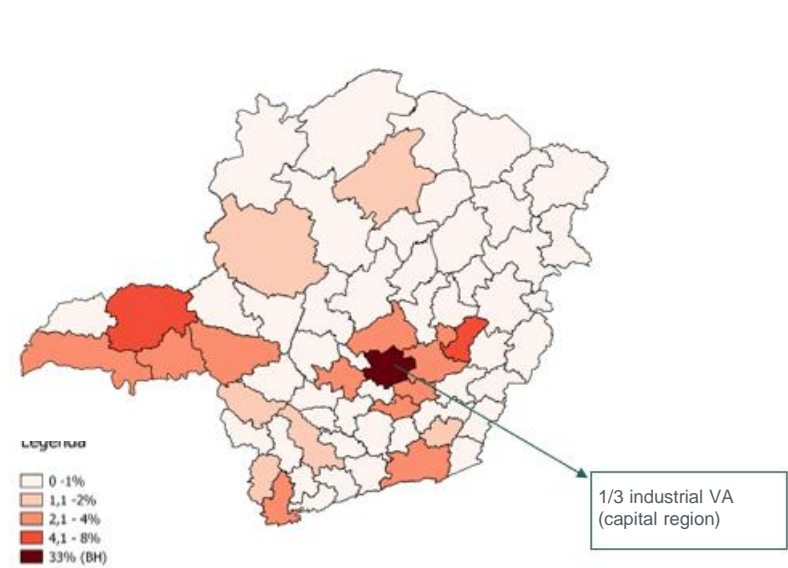 Legenda
0 -1%
1,1 -2%
2,1 - 4%
4,1 - 8%
33% (BH)
1/3 industrial VA
(capital region)